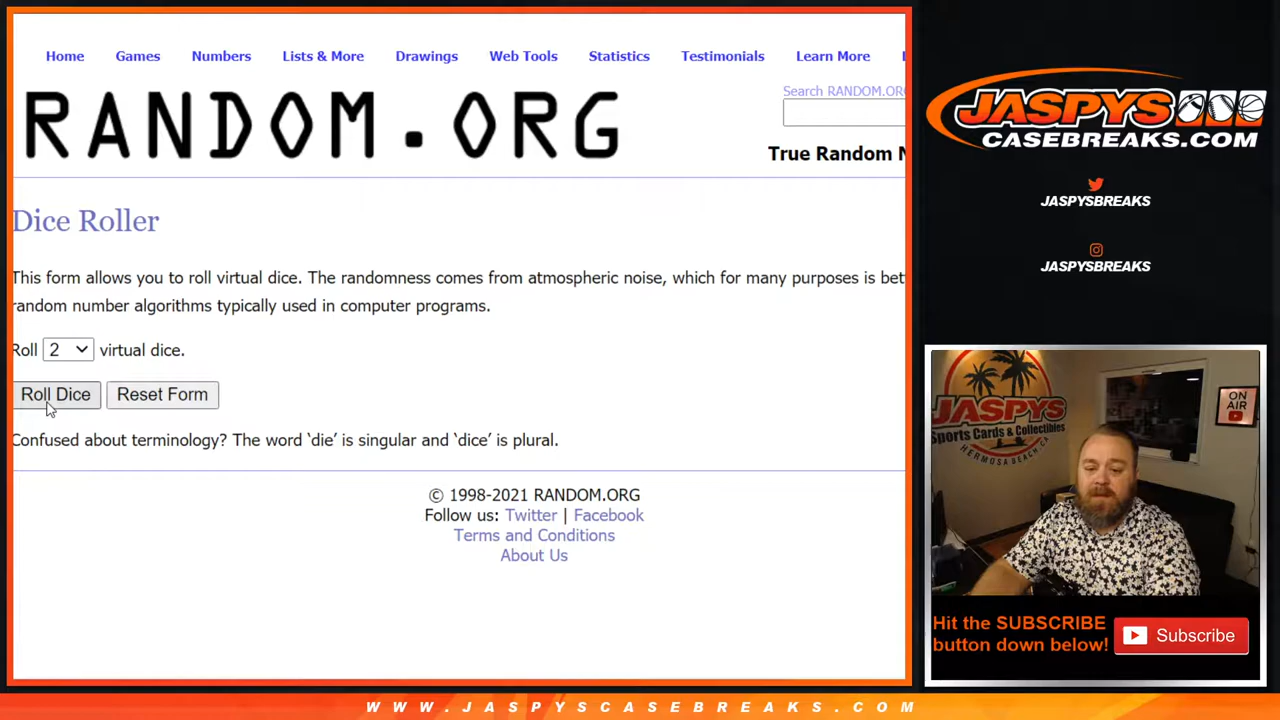 Home Games Numbers Lists & More Drawings Web Tools Statistics Testimonials Learn More
RANDOM.ORG
Search RANDOM.ORG
True Random N
Dice Roller
This form allows you to roll virtual dice. The randomness comes from atmospheric noise, which for many purposes is bet
random number algorithms typically used in computer programs.
Roll 2 virtual dice.
Roll Dice Reset Form
Confused about terminology? The word ‘die’ is singular and ‘dice’ is plural.
© 1998-2021 RANDOM.ORG
Follow us: Twitter | Facebook
Terms and Conditions
About Us
JASPYS
CASEBREAKS.COM
JASPYSBREAKS
JASPYSBREAKS
JASPYS
Sports Cards & Collectibles
HERMOSA BEACH, CA
ON
AIR
Hit the SUBSCRIBE
button down below!
Subscribe
WWW.JASPYSCASEBREAKS.COM